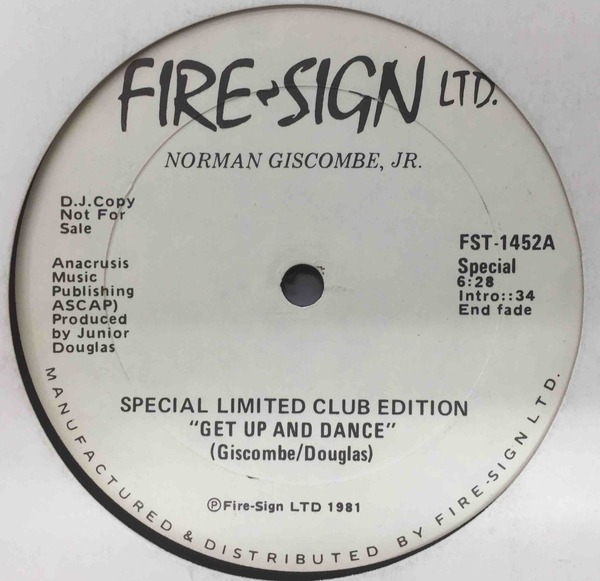 FIRE-SIGN LTD.
NORMAN GISCOMBE, JR.
D.J.Copy
Not For
Sale
Anacrusis
Music
Publishing
ASCAP)
Produced
by Junior
Douglas
FST-1452A
Special
6:28
Intro::34
End fade
SPECIAL LIMITED CLUB EDITION
"GET UP AND DANCE"
(Giscombe/Douglas)
℗Fire-Sign LTD 1981
MANUFACTURED & DISTRIBUTED BY FIRE-SIGN LTD.